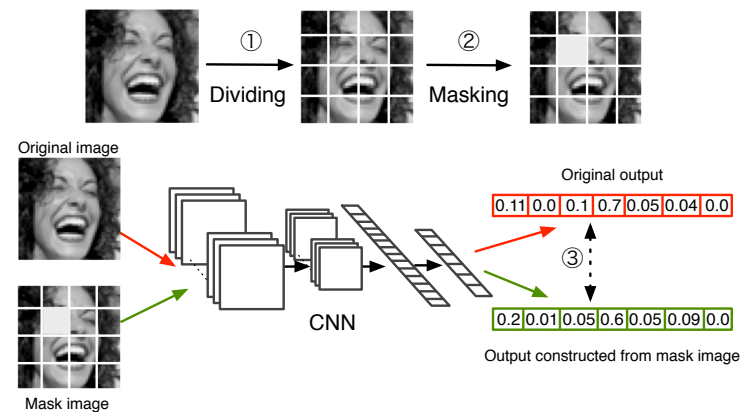 ①
②
Dividing
Masking
Original image
Original output
0.11 0.0 0.1 0.7 0.05 0.04 0.0
③
CNN
0.2 0.01 0.05 0.6 0.05 0.09 0.0
Output constructed from mask image
Mask image